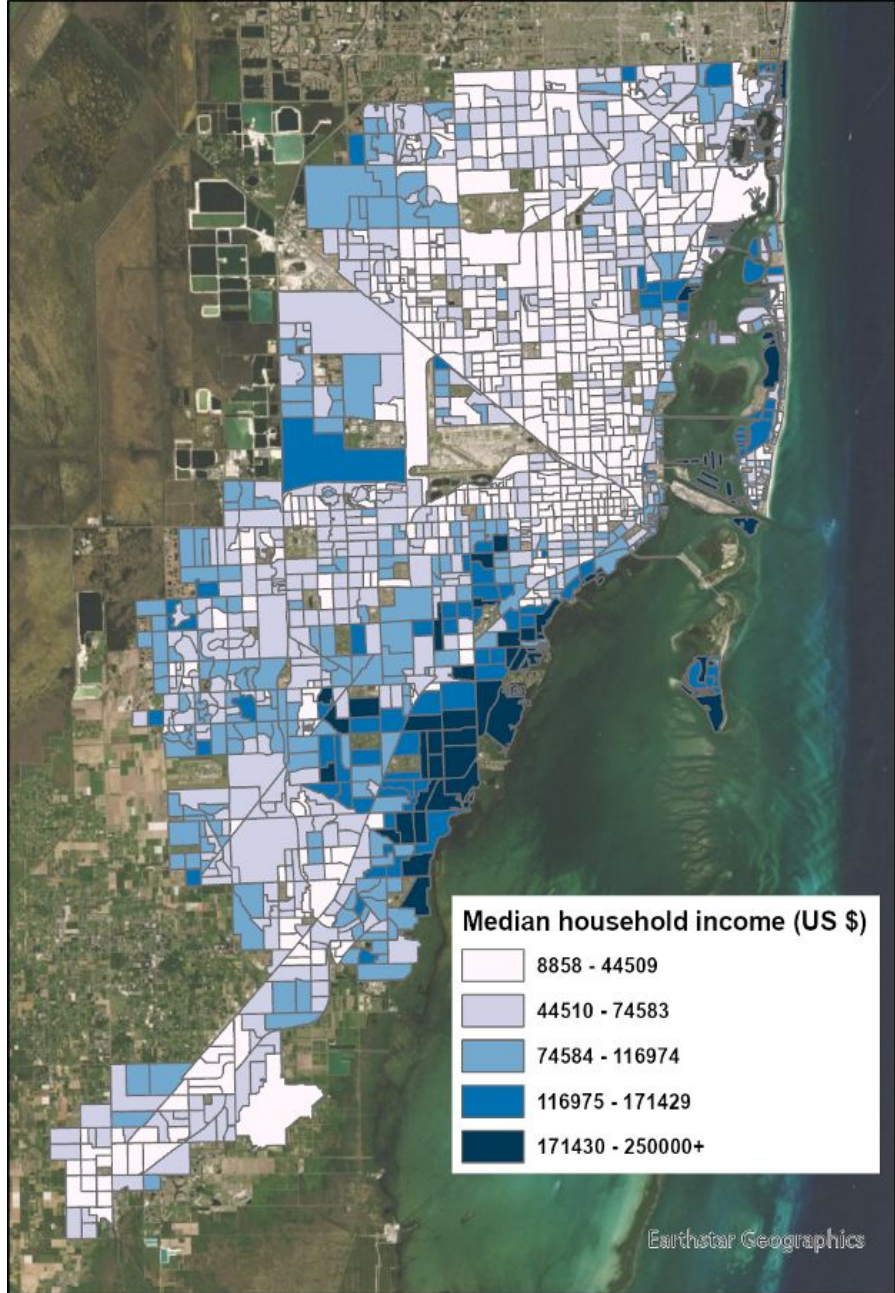 Median household income (US $)
8858 - 44509
44510 - 74583
74584 - 116974
116975 - 171429
171430 - 250000+
Earthstar Geographics